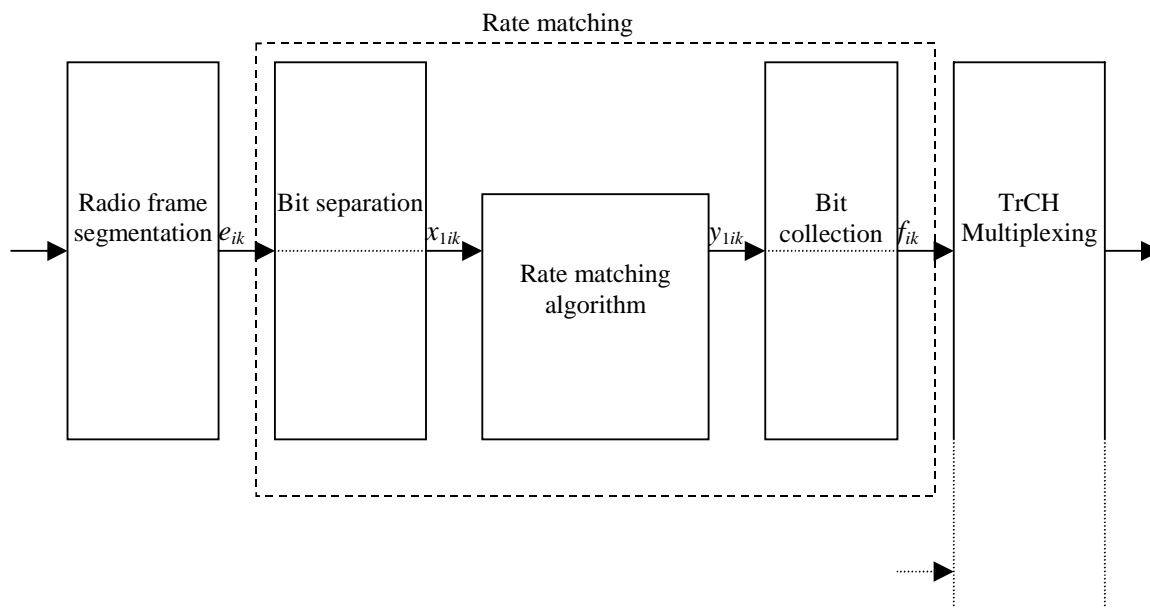 Rate matching
Radio frame
segmentation
e_ik
Bit separation
x_1ik
Rate matching
algorithm
y_1ik
Bit
collection
f_ik
TrCH
Multiplexing